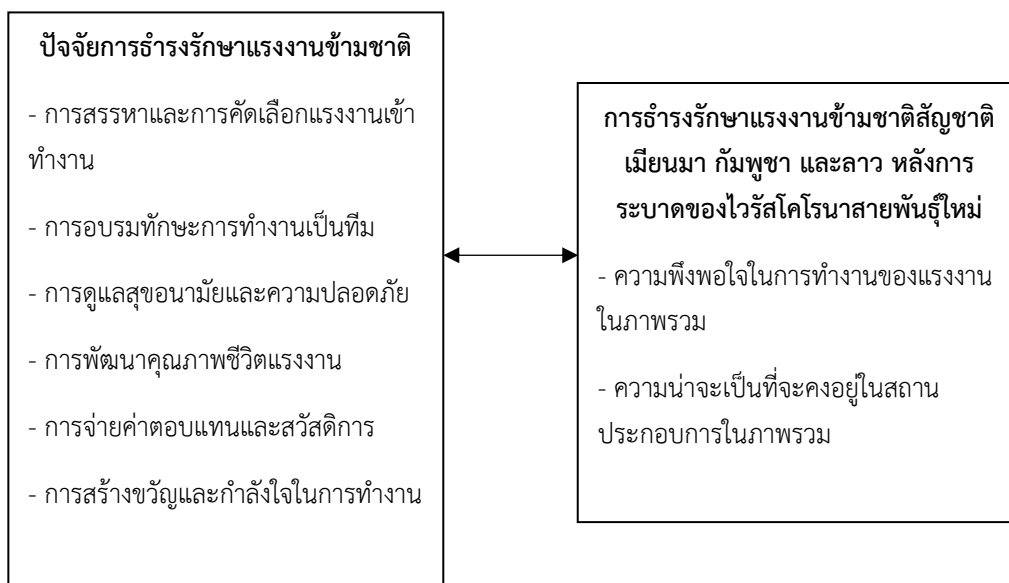 ปัจจัยการธำรงรักษาแรงงานข้ามชาติ
- การสรรหาและการคัดเลือกแรงงานเข้า
ทำงาน
- การอบรมทักษะการทำงานเป็นทีม
- การดูแลสุขอนามัยและความปลอดภัย
- การพัฒนาคุณภาพชีวิตแรงงาน
- การจ่ายค่าตอบแทนและสวัสดิการ
- การสร้างขวัญและกำลังใจในการทำงาน
การธำรงรักษาแรงงานข้ามชาติสัญชาติ
เมียนมา กัมพูชา และลาว หลังการ
ระบาดของไวรัสโคโรนาสายพันธุ์ใหม่
- ความพึงพอใจในการทำงานของแรงงาน
ในภาพรวม
- ความน่าจะเป็นที่จะคงอยู่ในสถาน
ประกอบการในภาพรวม